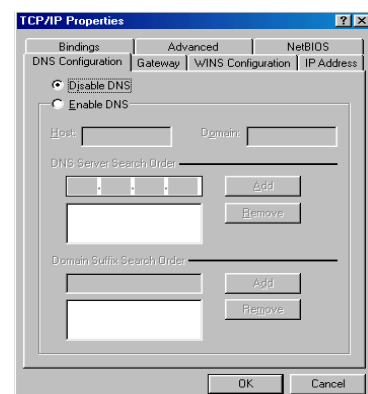 TCP/IP Properties
Bindings Advanced NetBIOS
DNS Configuration Gateway WINS Configuration IP Address
Disable DNS
Enable DNS
Host: Domain:
DNS Server Search Order
Add
Remove
Domain Suffix Search Order
Add
Remove
OK Cancel